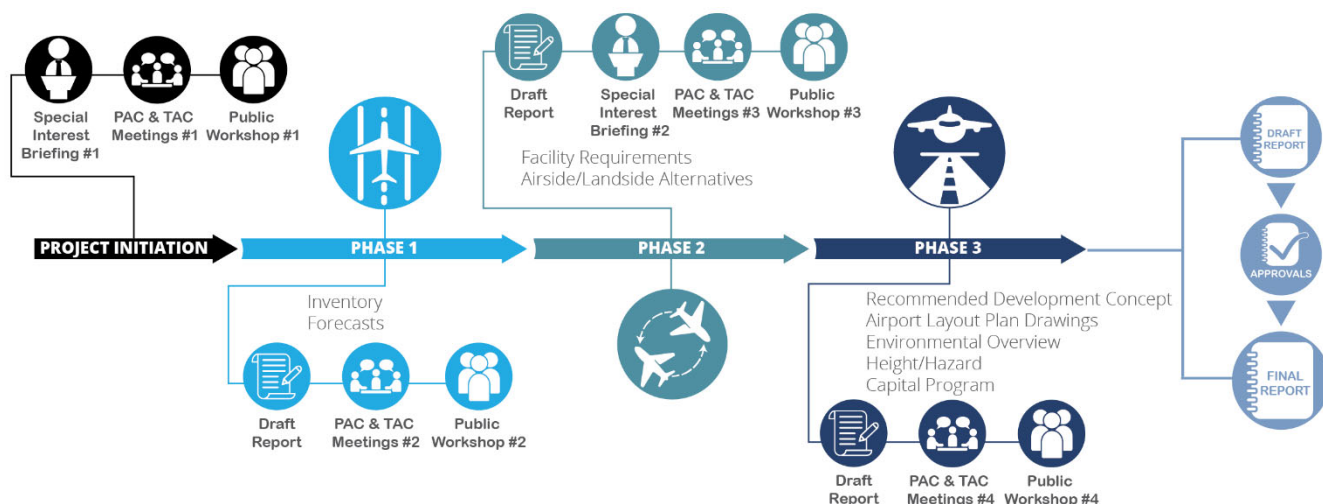 Special
Interest
Briefing #1
PAC & TAC
Meetings #1
Public
Workshop #1
PROJECT INITIATION
PHASE 1
Inventory
Forecasts
Draft
Report
PAC & TAC
Meetings #2
Public
Workshop #2
Draft
Report
Special
Interest
Briefing #2
PAC & TAC
Meetings #3
Public
Workshop #3
Facility Requirements
Airside/Landside Alternatives
PHASE 2
PHASE 3
Recommended Development Concept
Airport Layout Plan Drawings
Environmental Overview
Height/Hazard
Capital Program
Draft
Report
PAC & TAC
Meetings #4
Public
Workshop #4
DRAFT
REPORT
APPROVALS
FINAL
REPORT